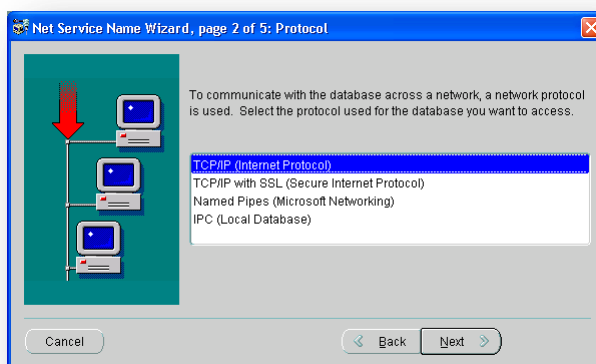 Net Service Name Wizard, page 2 of 5: Protocol
To communicate with the database across a network, a network protocol
is used. Select the protocol used for the database you want to access.
TCP/IP (Internet Protocol)
TCP/IP with SSL (Secure Internet Protocol)
Named Pipes (Microsoft Networking)
IPC (Local Database)
Cancel
Back
Next